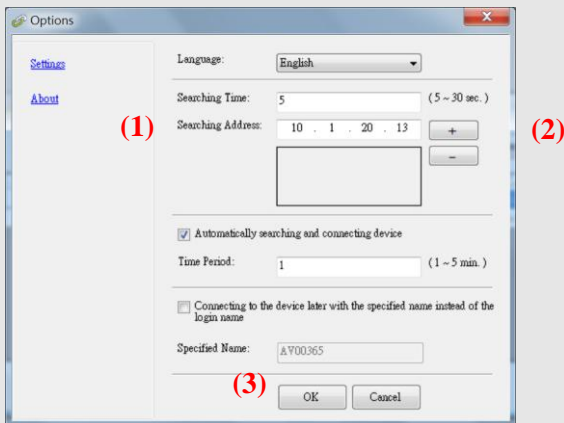 Options
Settings
About
Language: English
Searching Time: 5 (5 ~ 30 sec.)
(1) Searching Address: 10 . 1 . 20 . 13 + (2)
–
Automatically searching and connecting device
Time Period: 1 (1 ~ 5 min.)
Connecting to the device later with the specified name instead of the
login name
Specified Name: AV00365
(3) OK Cancel